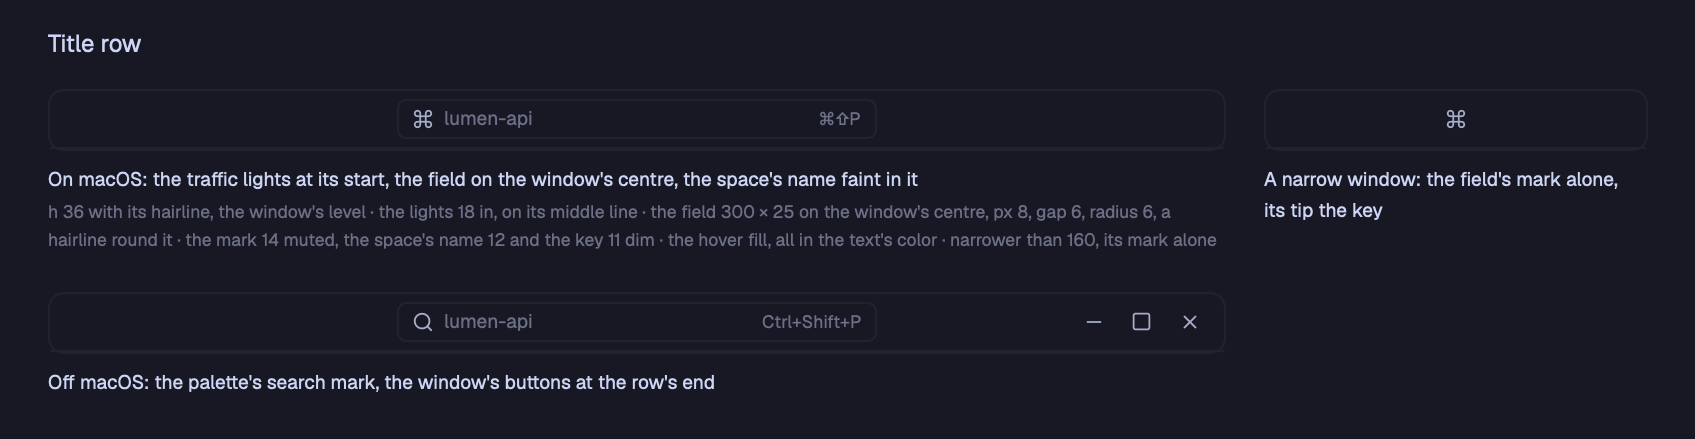 Title row
⌘ lumen-api ⌘⇧P
⌘
On macOS: the traffic lights at its start, the field on the window's centre, the space's name faint in it
h 36 with its hairline, the window's level · the lights 18 in, on its middle line · the field 300 × 25 on the window's centre, px 8, gap 6, radius 6, a
hairline round it · the mark 14 muted, the space's name 12 and the key 11 dim · the hover fill, all in the text's color · narrower than 160, its mark alone
A narrow window: the field's mark alone,
its tip the key
lumen-api Ctrl+Shift+P
Off macOS: the palette's search mark, the window's buttons at the row's end